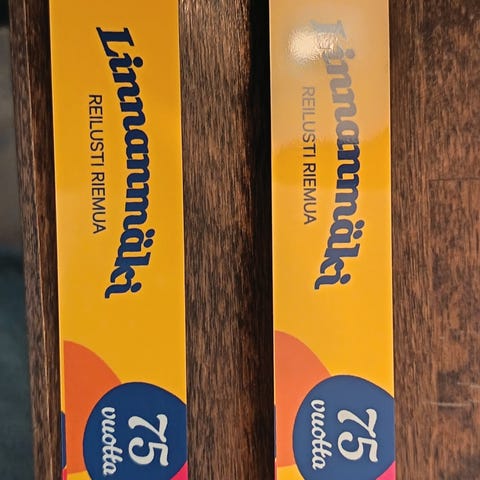 Linnanmäki
REILUSTI RIEMUA
75
vuotta
Linnanmäki
REILUSTI RIEMUA
75
vuotta